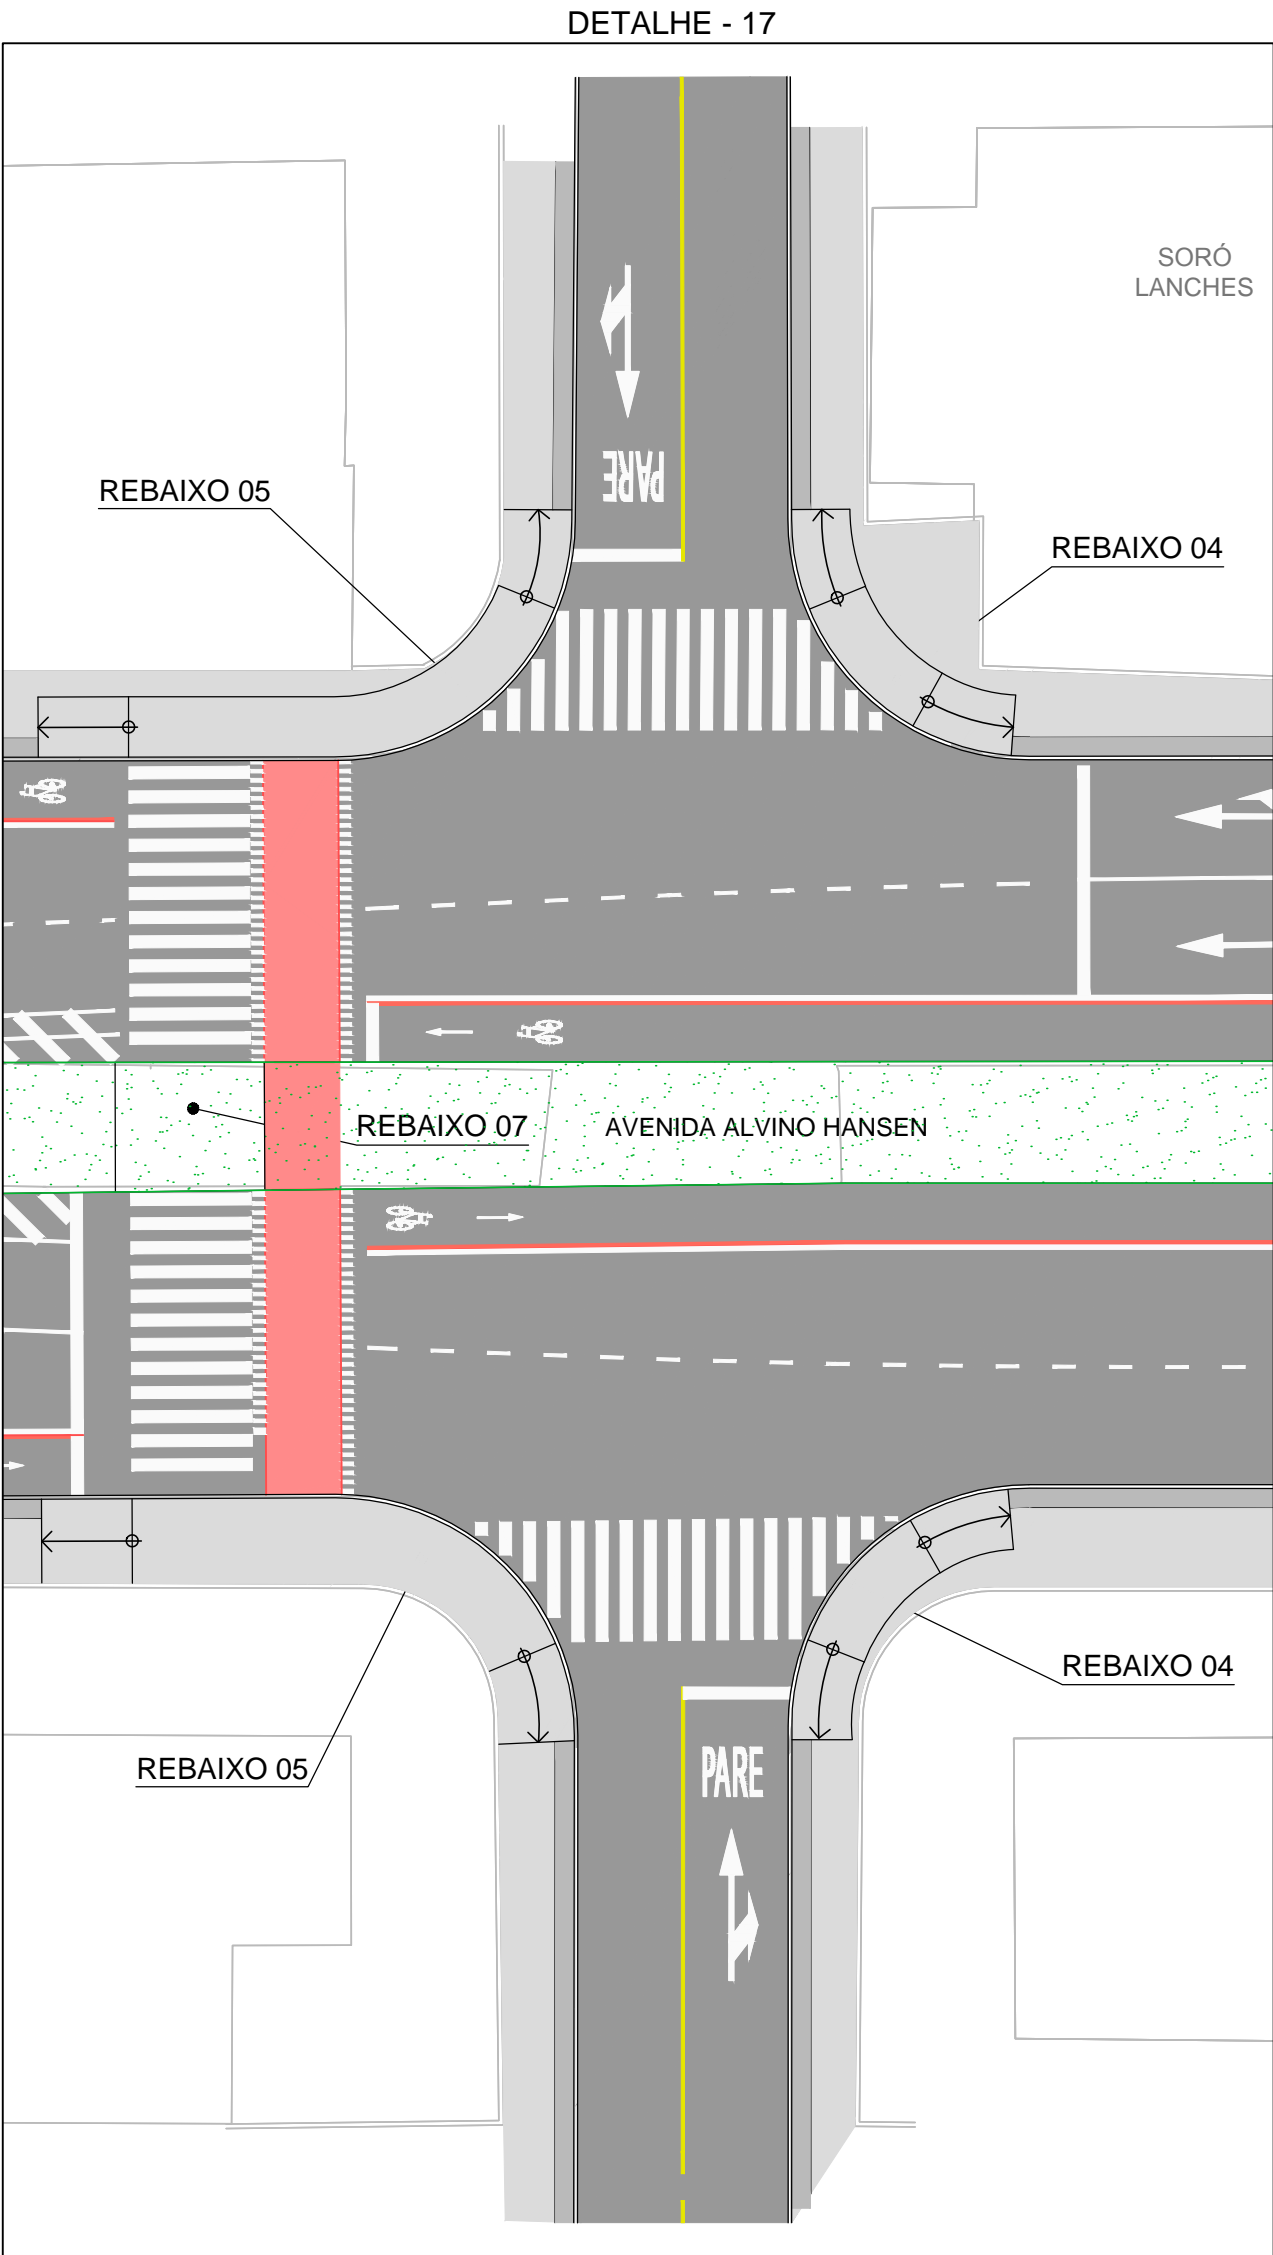 DETALHE - 17
SORÓ
LANCHES
PARE
REBAIXO 05
REBAIXO 04
REBAIXO 07
AVENIDA ALVINO HANSEN
REBAIXO 04
PARE
REBAIXO 05